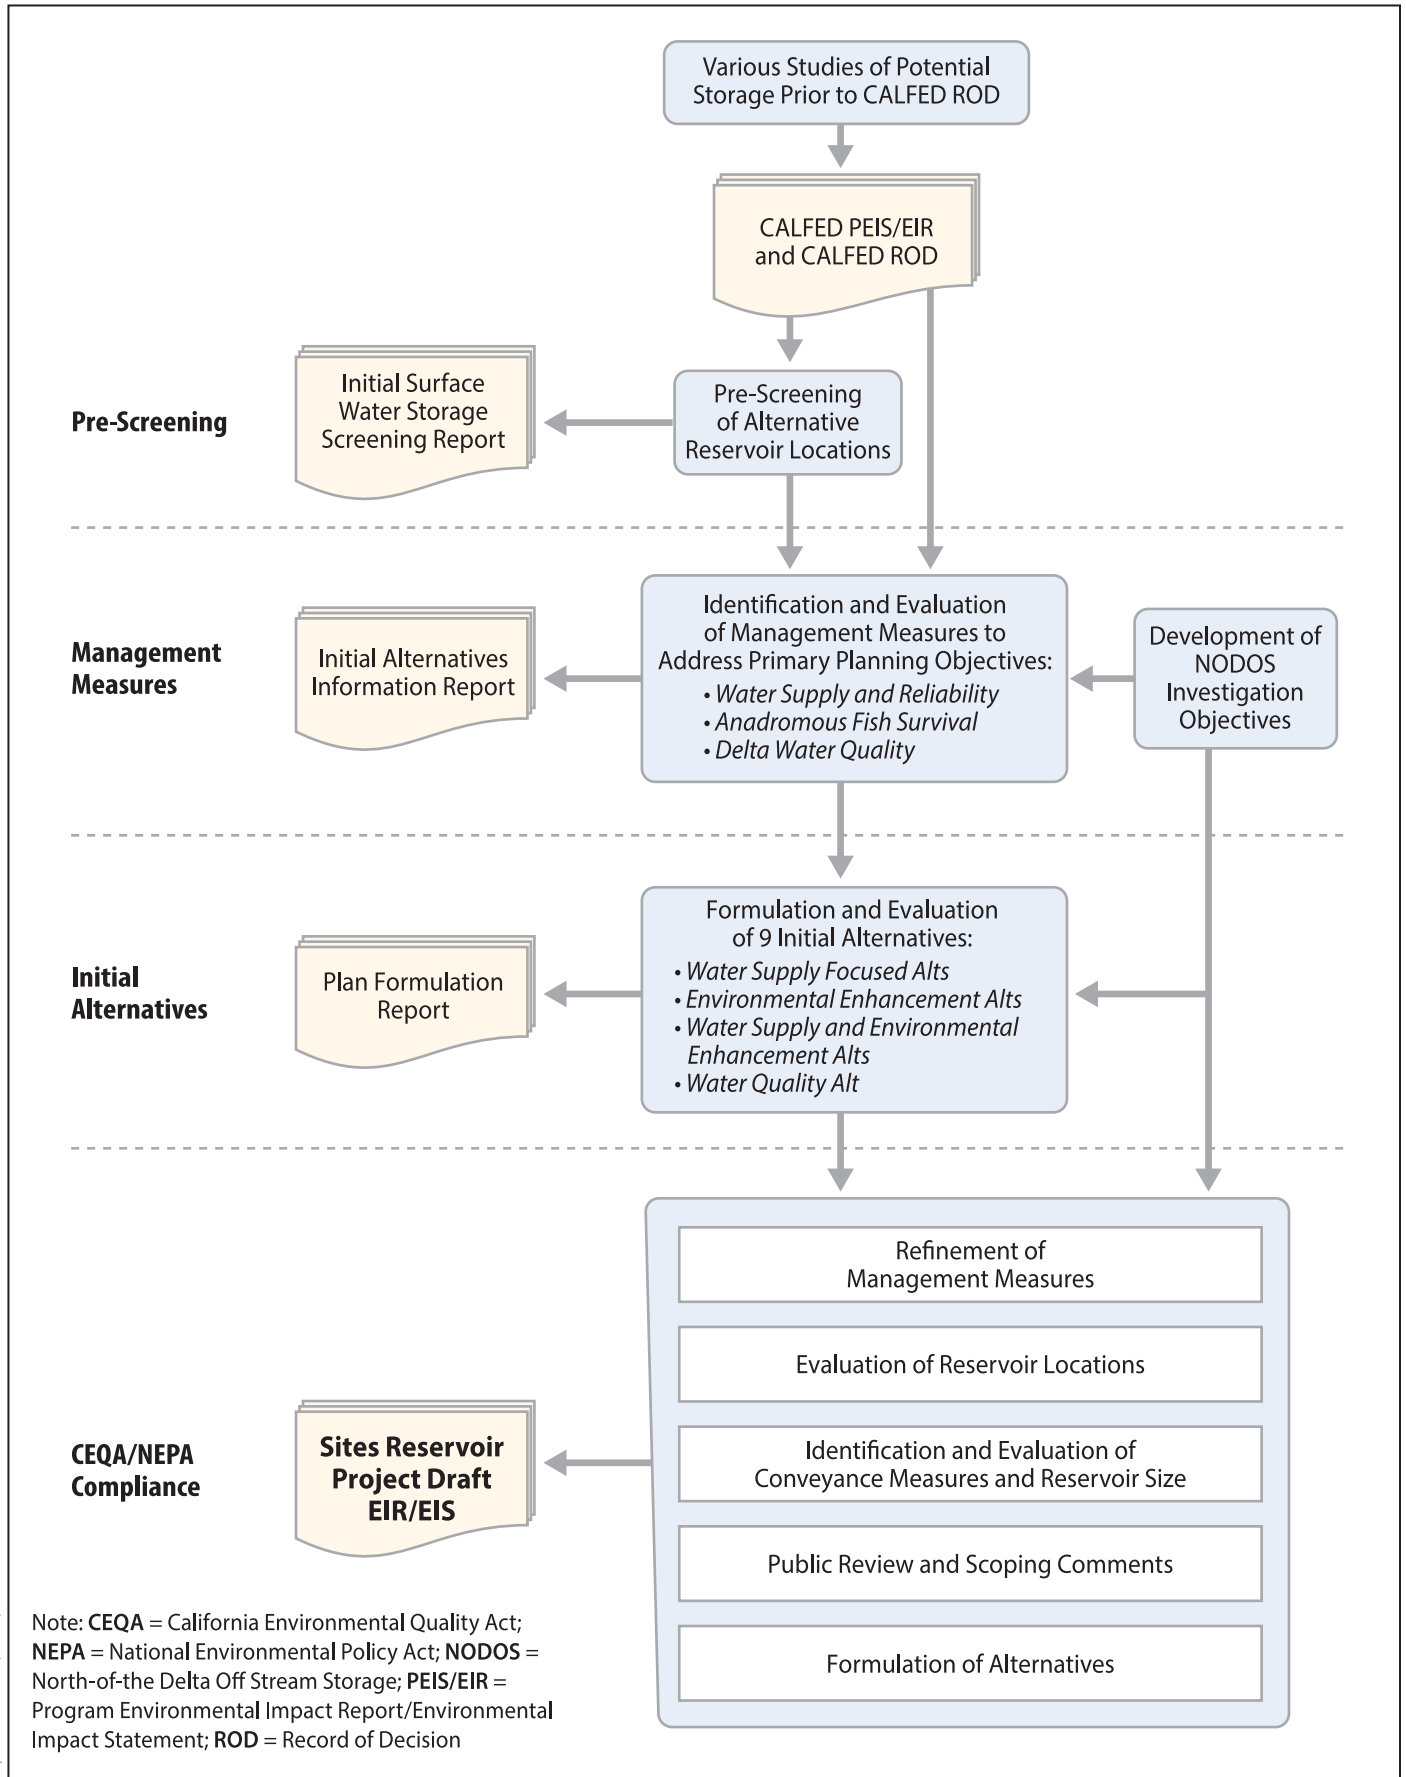 Various Studies of Potential
Storage Prior to CALFED ROD
CALFED PEIS/EIR
and CALFED ROD
Pre-Screening
Initial Surface
Water Storage
Screening Report
Pre-Screening
of Alternative
Reservoir Locations
Management
Measures
Initial Alternatives
Information Report
Identification and Evaluation
of Management Measures to
Address Primary Planning Objectives:
• Water Supply and Reliability
• Anadromous Fish Survival
• Delta Water Quality
Development of
NODOS
Investigation
Objectives
Initial
Alternatives
Plan Formulation
Report
Formulation and Evaluation
of 9 Initial Alternatives:
• Water Supply Focused Alts
• Environmental Enhancement Alts
• Water Supply and Environmental
Enhancement Alts
• Water Quality Alt
CEQA/NEPA
Compliance
Sites Reservoir
Project Draft
EIR/EIS
Refinement of
Management Measures
Evaluation of Reservoir Locations
Identification and Evaluation of
Conveyance Measures and Reservoir Size
Public Review and Scoping Comments
Formulation of Alternatives
Note: CEQA = California Environmental Quality Act;
NEPA = National Environmental Policy Act; NODOS =
North-of-the Delta Off Stream Storage; PEIS/EIR =
Program Environmental Impact Report/Environmental
Impact Statement; ROD = Record of Decision